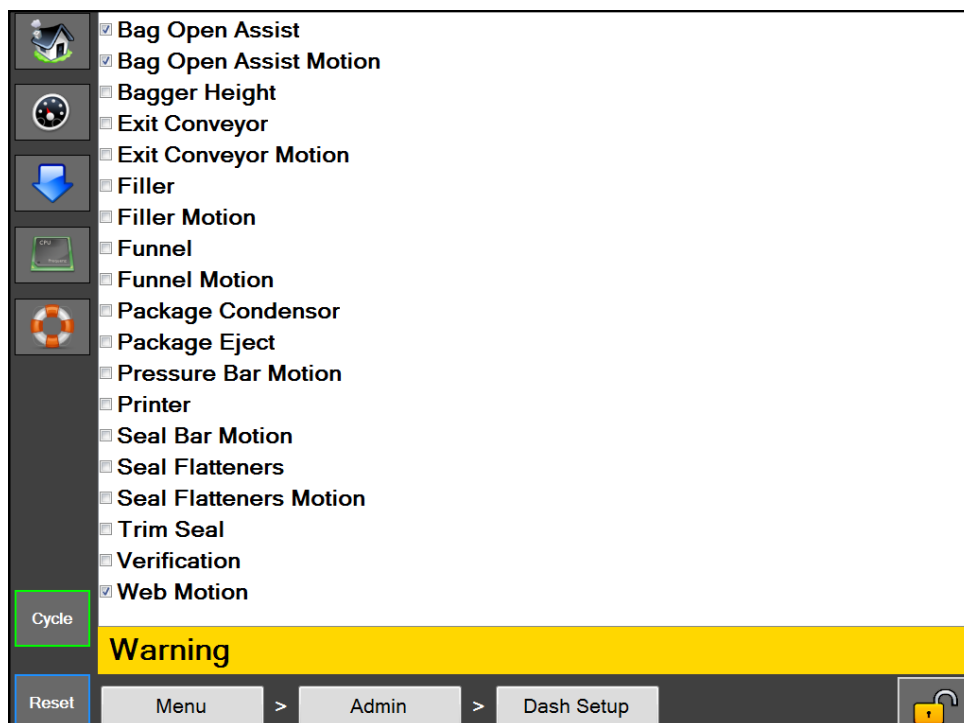 Bag Open Assist
Bag Open Assist Motion
Bagger Height
Exit Conveyor
Exit Conveyor Motion
Filler
Filler Motion
Funnel
Funnel Motion
Package Condensor
Package Eject
Pressure Bar Motion
Printer
Seal Bar Motion
Seal Flatteners
Seal Flatteners Motion
Trim Seal
Verification
Web Motion
CPU
Cycle
Warning
Reset
Menu > Admin > Dash Setup